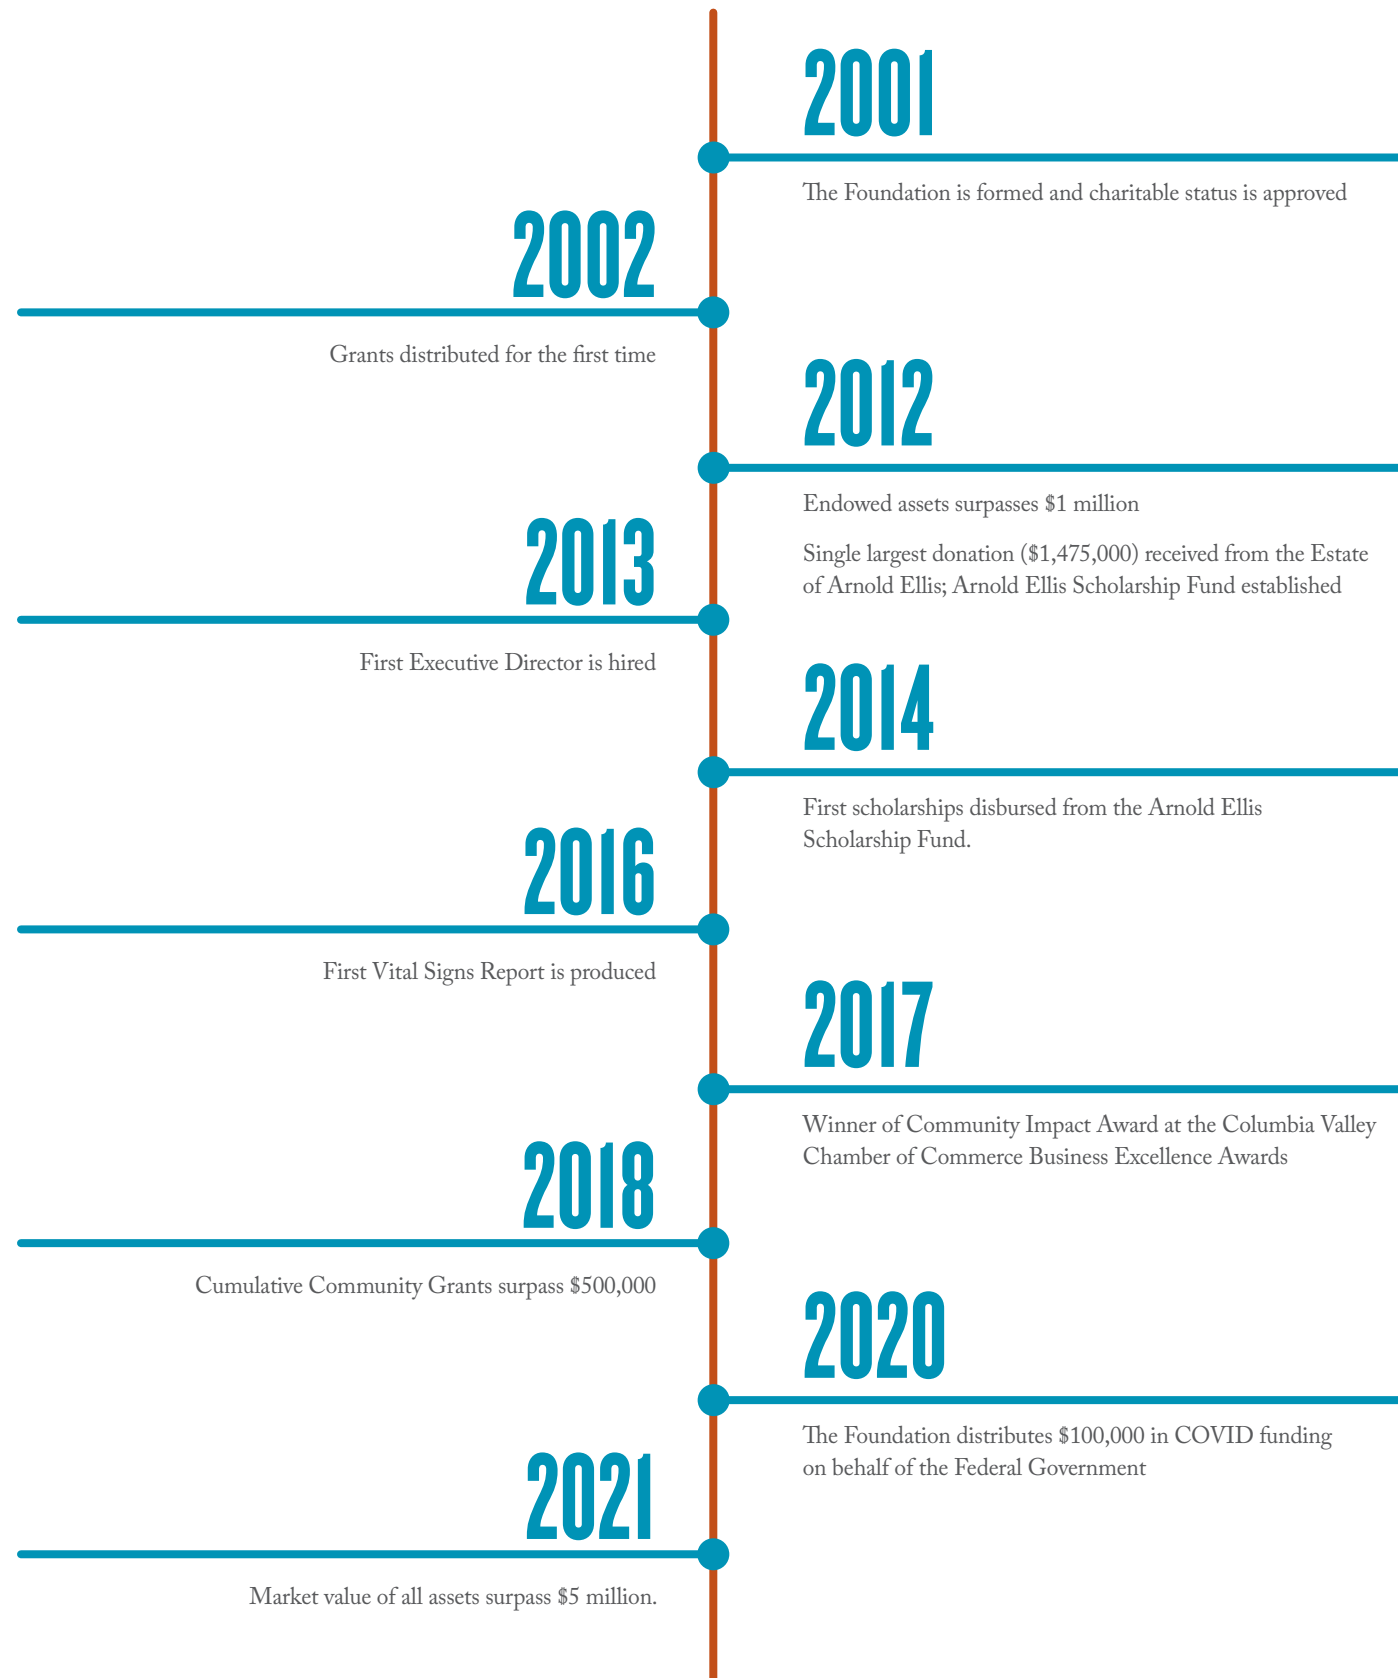 2001
The Foundation is formed and charitable status is approved
2002
Grants distributed for the first time
2012
Endowed assets surpasses $1 million
Single largest donation ($1,475,000) received from the Estate
of Arnold Ellis; Arnold Ellis Scholarship Fund established
2013
First Executive Director is hired
2014
First scholarships disbursed from the Arnold Ellis
Scholarship Fund.
2016
First Vital Signs Report is produced
2017
Winner of Community Impact Award at the Columbia Valley
Chamber of Commerce Business Excellence Awards
2018
Cumulative Community Grants surpass $500,000
2020
The Foundation distributes $100,000 in COVID funding
on behalf of the Federal Government
2021
Market value of all assets surpass $5 million.